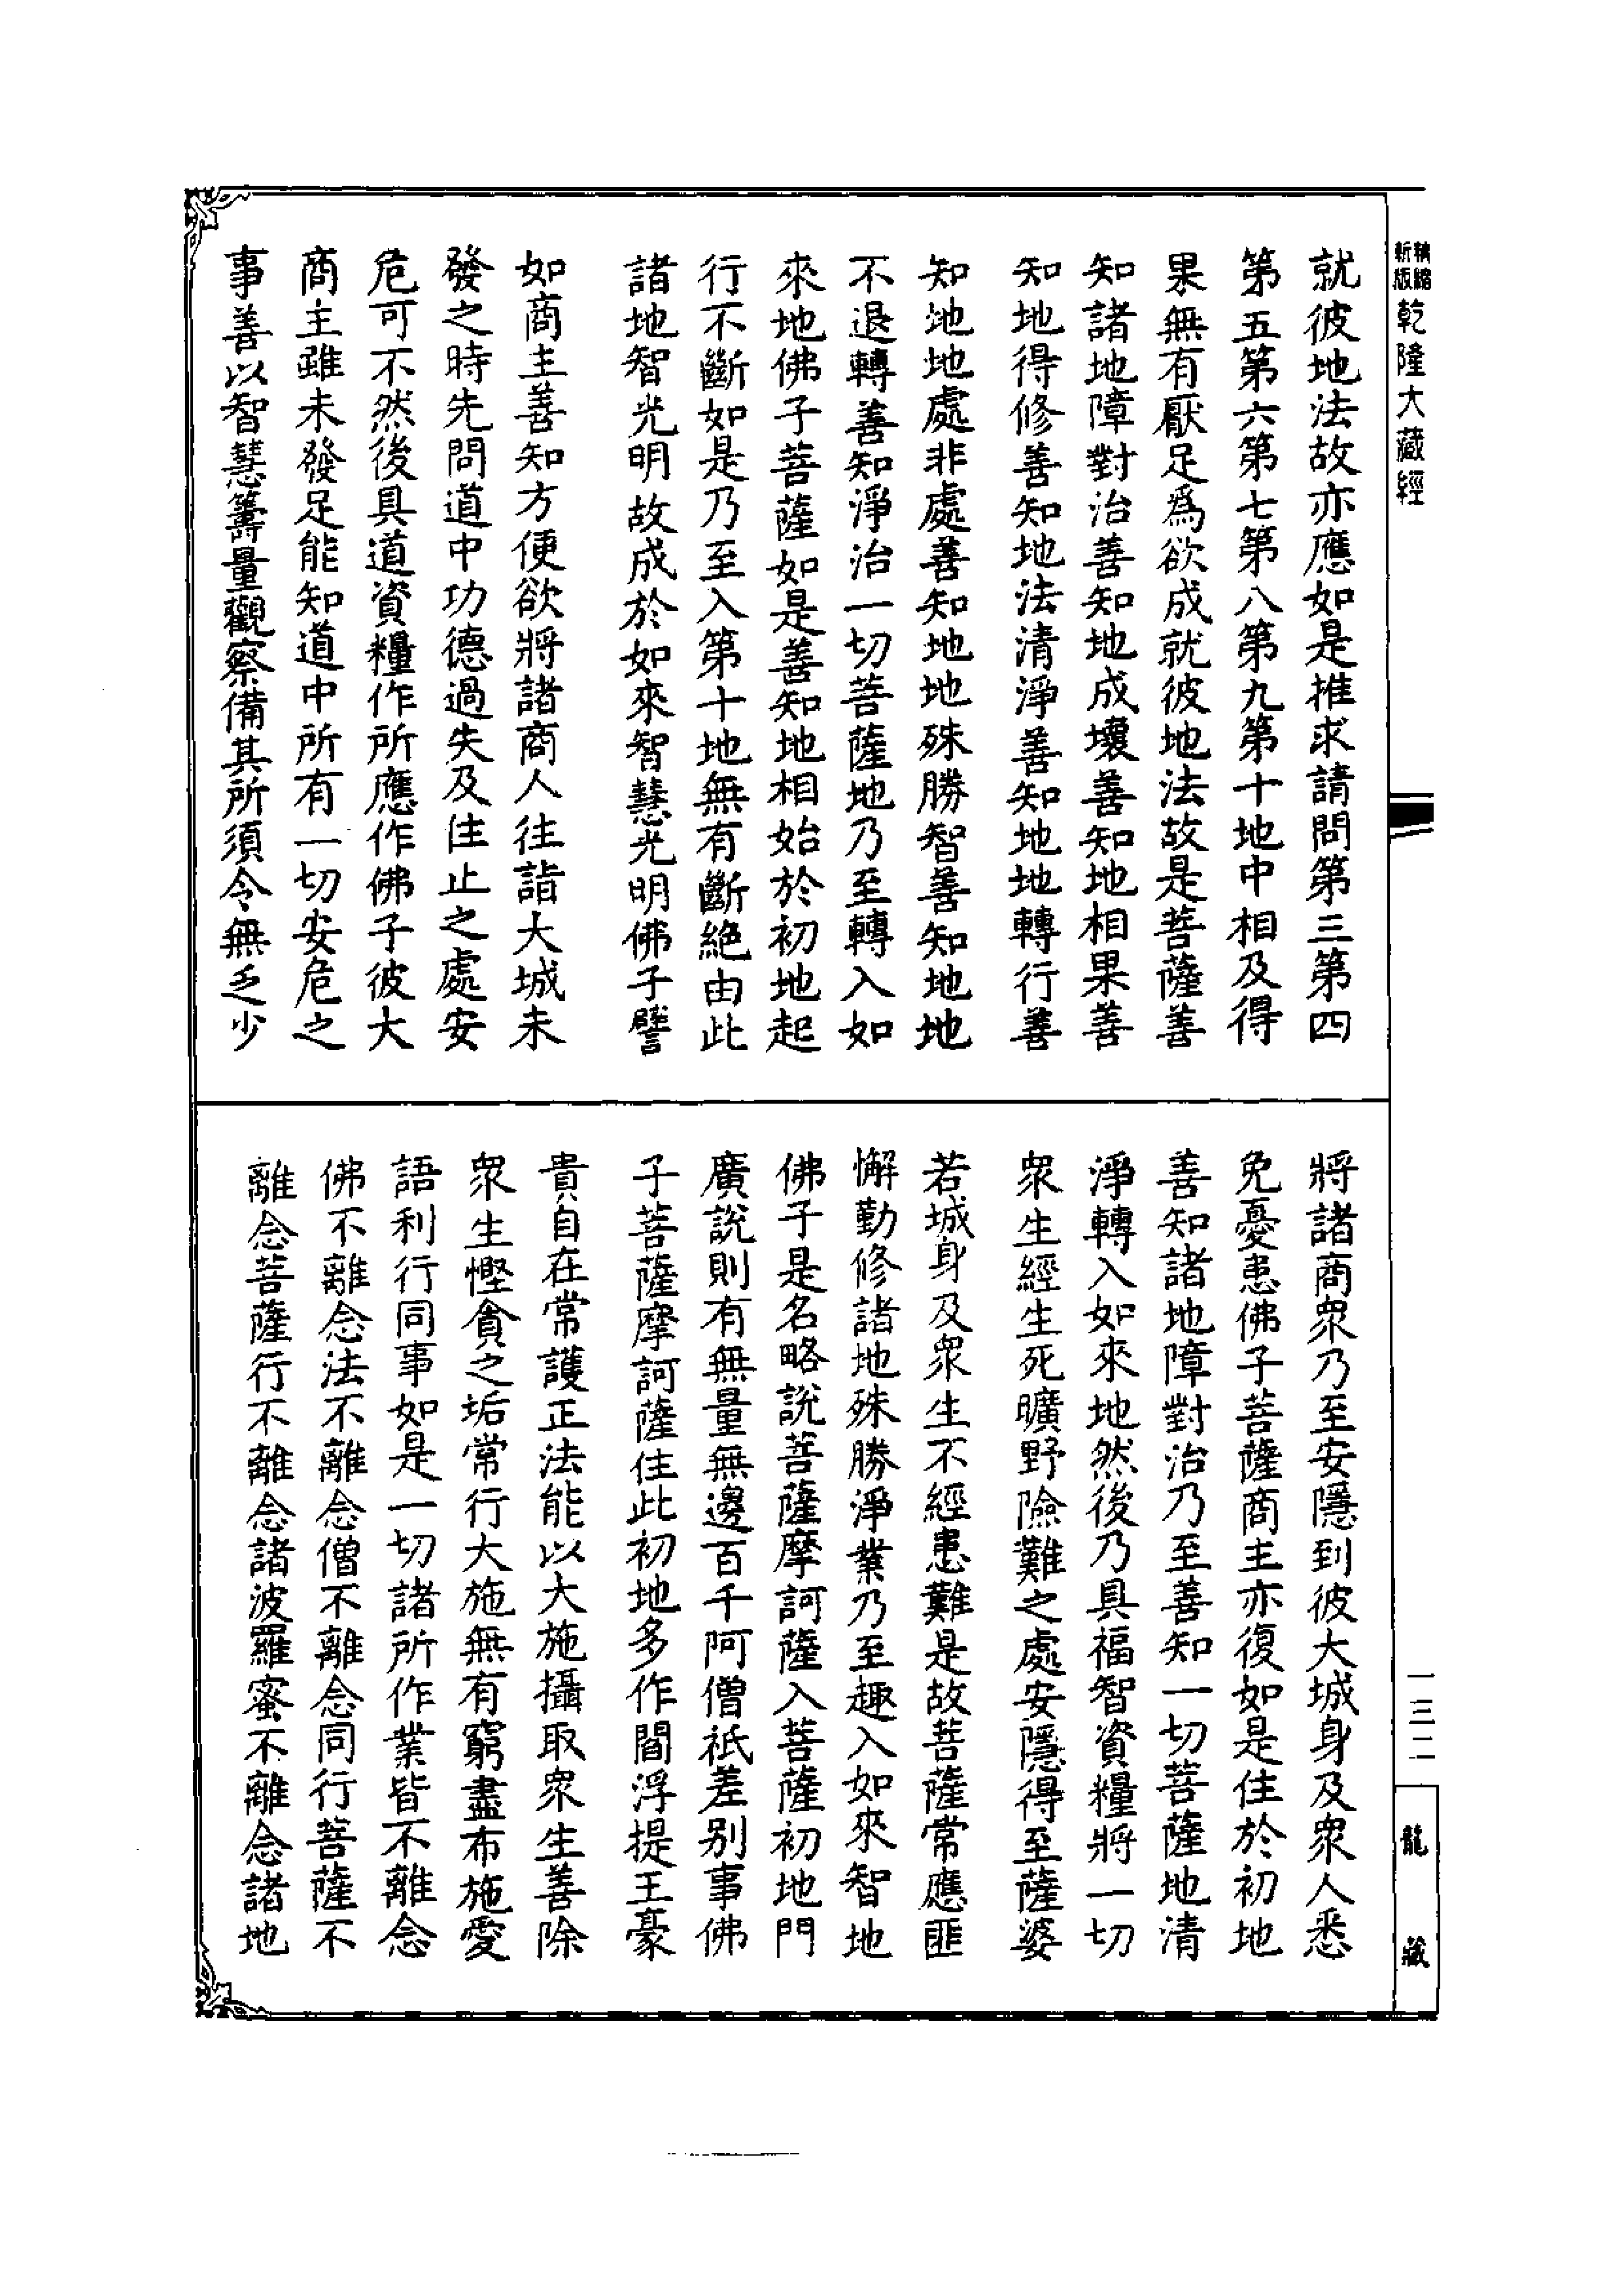 精縮
新版
乾隆大藏經
就彼地法故亦應如是推求請問第三第四
第五第六第七第八第九第十地中相及得
果無有厭足爲欲成就彼地法故是菩薩善
知諸地障對治善知地成壞善知地相果善
知地得修善知地法清淨善知地地轉行善
知地地處非處善知地地殊勝智善知地地
不退轉善知淨治一切菩薩地乃至轉入如
來地佛子菩薩如是善知地相始於初地起
行不斷如是乃至入第十地無有斷絕由此
諸地智光明故成於如來智慧光明佛子譬
如商主善知方便欲將諸商人往詣大城未
發之時先問道中功德過失及住止之處安
危可不然後具道資糧作所應作佛子彼大
商主雖未發足能知道中所有一切安危之
事善以智慧籌量觀察備其所須令無乏少
將諸商眾乃至安隱到彼大城身及眾人悉
免憂患佛子菩薩商主亦復如是住於初地
善知諸地障對治乃至善知一切菩薩地清
淨轉入如來地然後乃具福智資糧將一切
眾生經生死曠野險難之處安隱得至薩婆
若城身及眾生不經患難是故菩薩常應匪
懈勤修諸地殊勝淨業乃至趣入如來智地
佛子是名略說菩薩摩訶薩入菩薩初地門
廣說則有無量無邊百千阿僧祇差別事佛
子菩薩摩訶薩住此初地多作閻浮提王豪
貴自在常護正法能以大施攝取眾生善除
眾生慳貪之垢常行大施無有窮盡布施愛
語利行同事如是一切諸所作業皆不離念
佛不離念法不離念僧不離念同行菩薩不
離念菩薩行不離念諸波羅蜜不離念諸地
一三二
龍藏